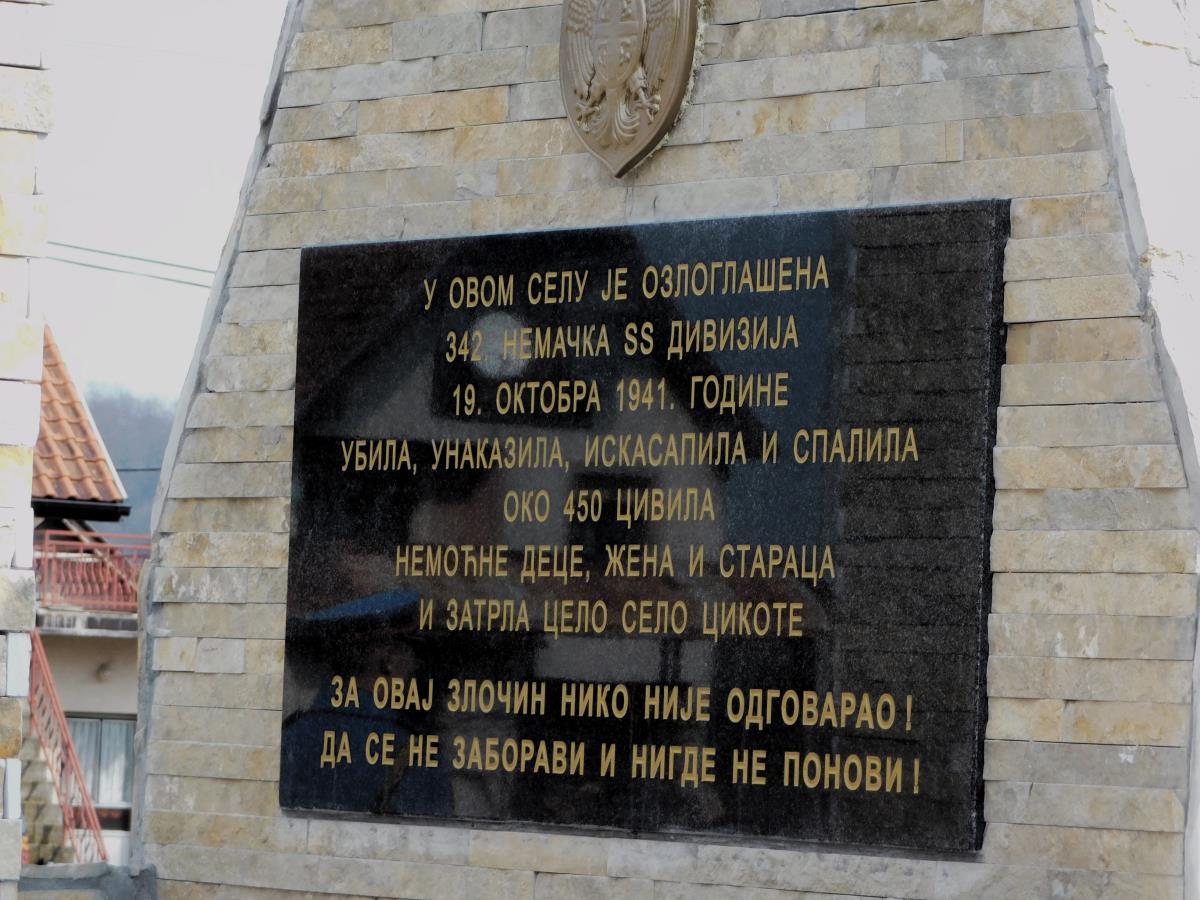 У ОВОМ СЕЛУ ЈЕ ОЗЛОГЛАШЕНА
342 НЕМАЧКА SS ДИВИЗИЈА
19. ОКТОБРА 1941. ГОДИНЕ
УБИЛА, УНАКАЗИЛА, ИСКАСАПИЛА И СПАЛИЛА
ОКО 450 ЦИВИЛА
НЕМОЋНЕ ДЕЦЕ, ЖЕНА И СТАРАЦА
И ЗАТРЛА ЦЕЛО СЕЛО ЦИКОТЕ
ЗА ОВАЈ ЗЛОЧИН НИКО НИЈЕ ОДГОВАРАО!
ДА СЕ НЕ ЗАБОРАВИ И НИГДЕ НЕ ПОНОВИ!